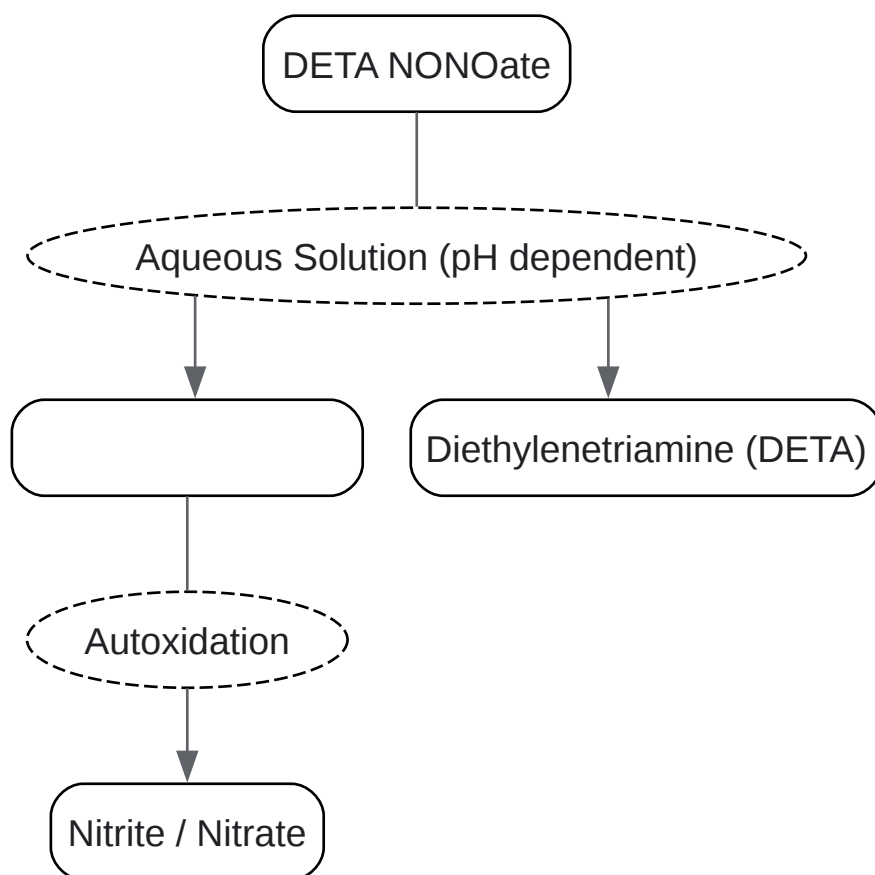 DETA NONOate
Aqueous Solution (pH dependent)
Diethylenetriamine (DETA)
Autoxidation
Nitrite / Nitrate